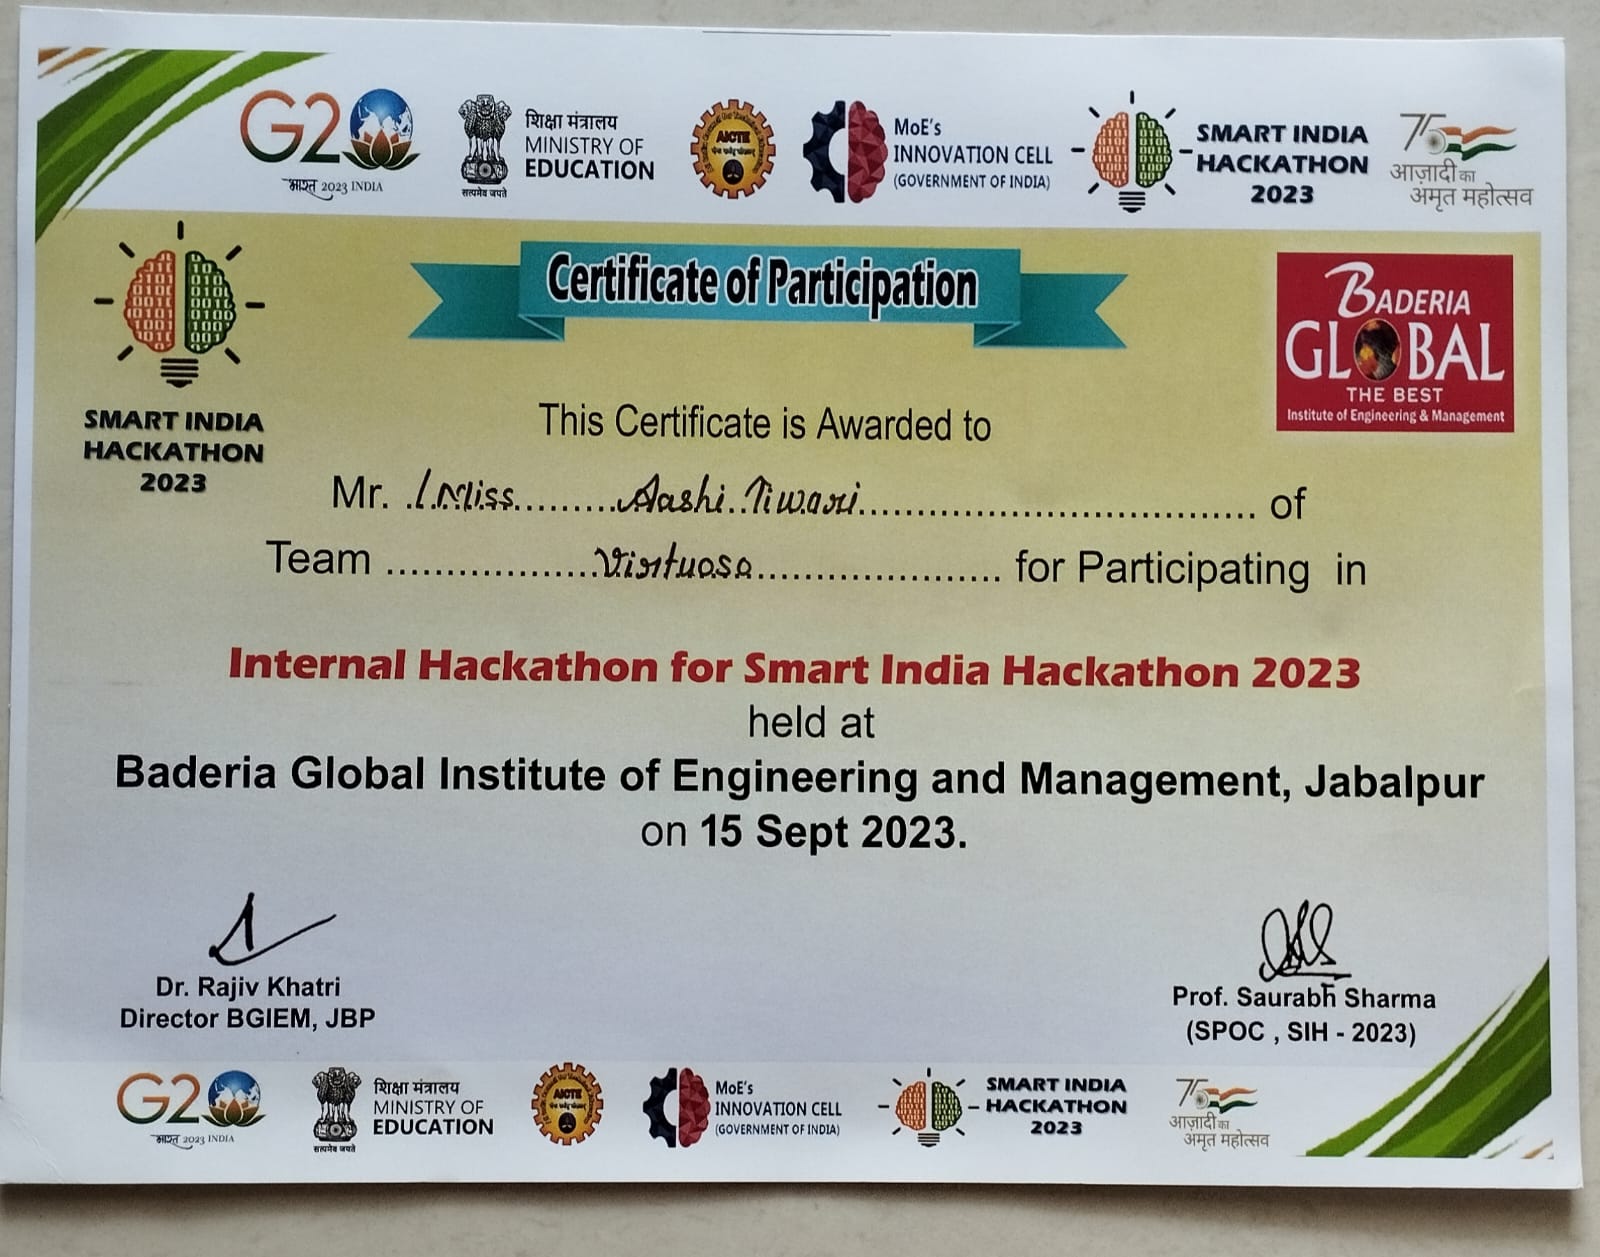 G20
भारत 2023 INDIA
सत्यमेव जयते
शिक्षा मंत्रालय
MINISTRY OF
EDUCATION
AICTE
MoE's
INNOVATION CELL
(GOVERNMENT OF INDIA)
SMART INDIA
HACKATHON
2023
75
आज़ादी का
अमृत महोत्सव
SMART INDIA
HACKATHON
2023
Certificate of Participation
BADERIA
GLOBAL
THE BEST
Institute of Engineering & Management
This Certificate is Awarded to
Mr. ./.Miss.........Aashi..Tiwari....................................... of
Team ..................Virtuoso....................... for Participating in
Internal Hackathon for Smart India Hackathon 2023
held at
Baderia Global Institute of Engineering and Management, Jabalpur
on 15 Sept 2023.
Dr. Rajiv Khatri
Director BGIEM, JBP
Prof. Saurabh Sharma
(SPOC , SIH - 2023)
G20
भारत 2023 INDIA
सत्यमेव जयते
शिक्षा मंत्रालय
MINISTRY OF
EDUCATION
AICTE
MoE's
INNOVATION CELL
(GOVERNMENT OF INDIA)
SMART INDIA
HACKATHON
2023
75
आज़ादी का
अमृत महोत्सव